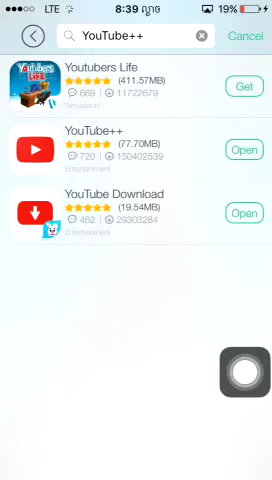 LTE 8:39 ល្ងាច 19%
YouTube++ Cancel
Youtubers Life
(411.57MB)
669 | 11722679
Simulation
Get
YouTube++
(77.70MB)
720 | 150402539
Entertainment
Open
YouTube Download
(19.54MB)
462 | 29303284
Entertainment
Open